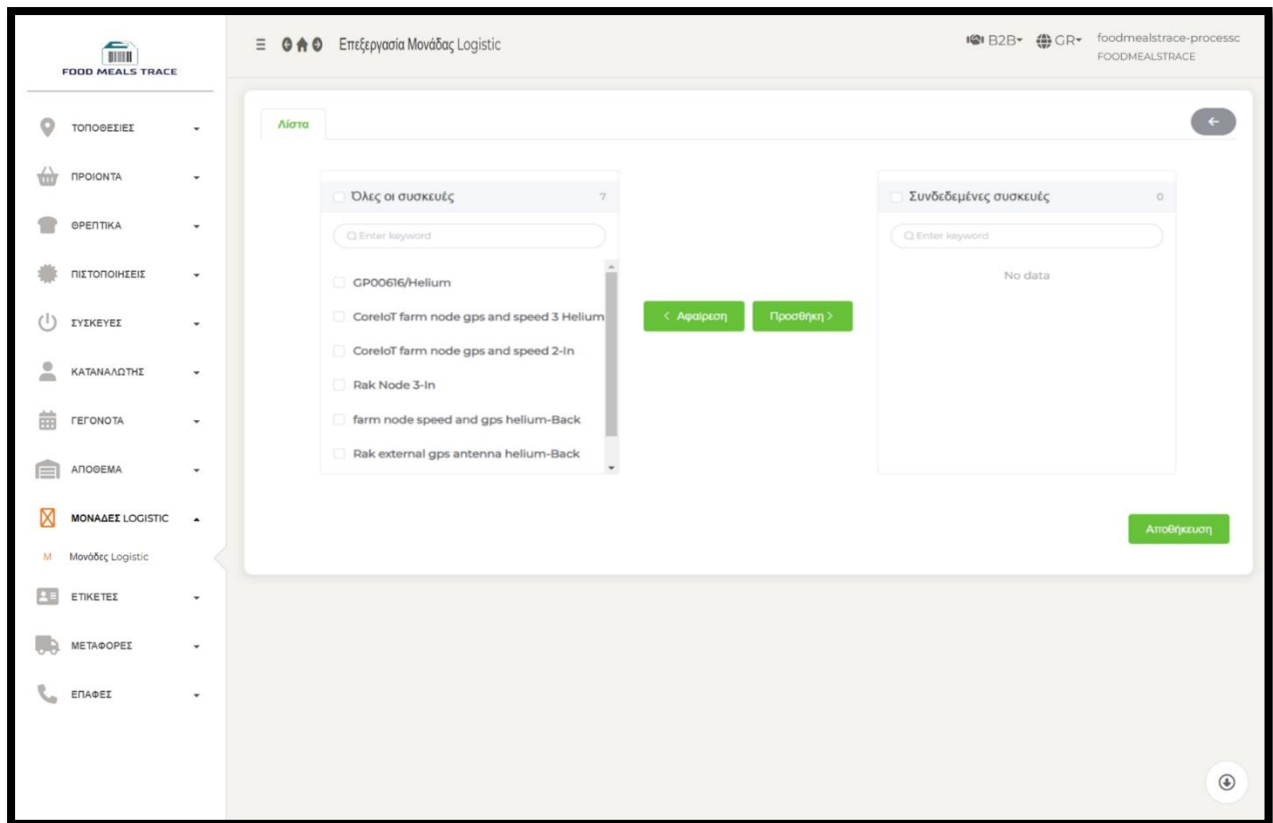 FOOD MEALS TRACE
Επεξεργασία Μονάδας Logistic
B2B
GR
foodmealstrace-processc
FOODMEALSTRACE
ΤΟΠΟΘΕΣΙΕΣ
ΠΡΟΙΟΝΤΑ
ΘΡΕΠΤΙΚΑ
ΠΙΣΤΟΠΟΙΗΣΕΙΣ
ΣΥΣΚΕΥΕΣ
ΚΑΤΑΝΑΛΩΤΗΣ
ΓΕΓΟΝΟΤΑ
ΑΠΟΘΕΜΑ
ΜΟΝΑΔΕΣ LOGISTIC
Μ Μονάδες Logistic
ΕΤΙΚΕΤΕΣ
ΜΕΤΑΦΟΡΕΣ
ΕΠΑΦΕΣ
Λίστα
Όλες οι συσκευές 7
Enter keyword
GP00616/Helium
CoreIoT farm node gps and speed 3 Helium
CoreIoT farm node gps and speed 2-In
Rak Node 3-In
farm node speed and gps helium-Back
Rak external gps antenna helium-Back
< Αφαίρεση
Προσθήκη >
Συνδεδεμένες συσκευές 0
Enter keyword
No data
Αποθήκευση